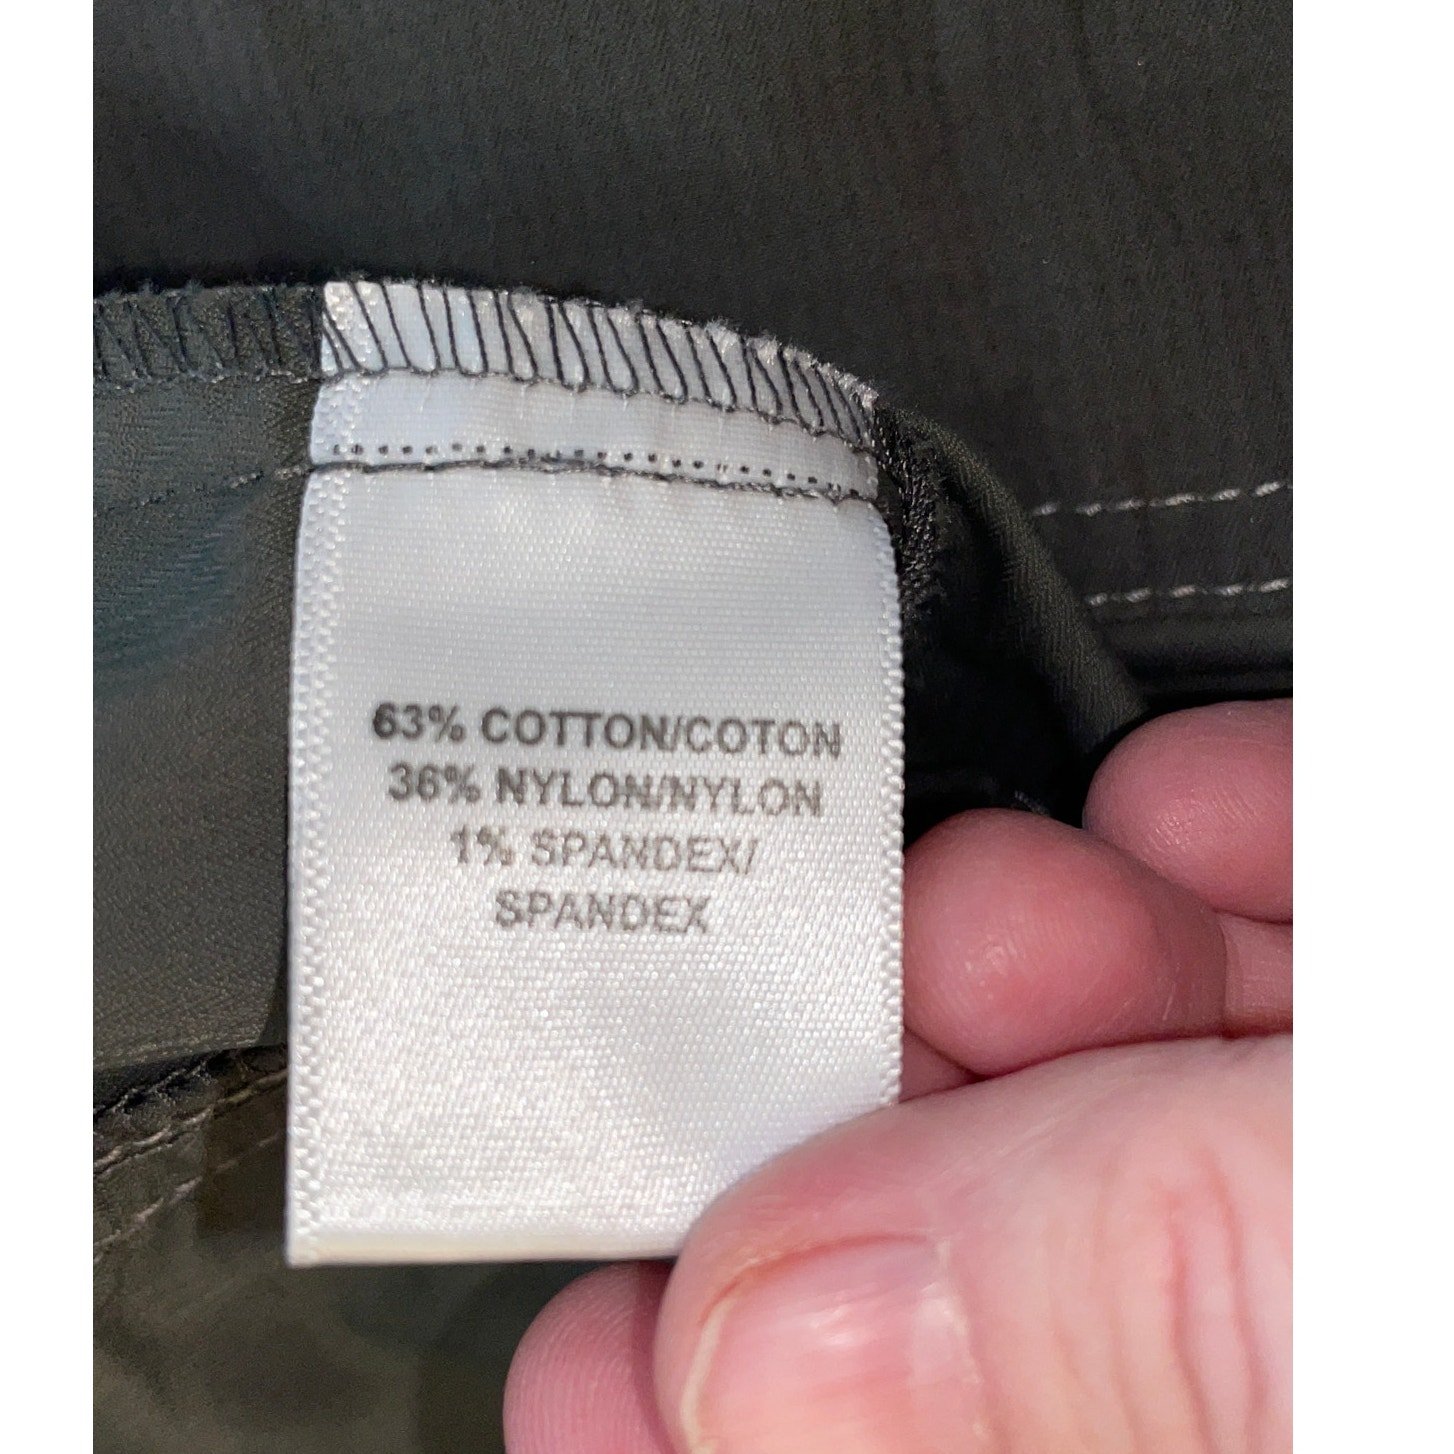 63% COTTON/COTON
36% NYLON/NYLON
1% SPANDEX/
SPANDEX